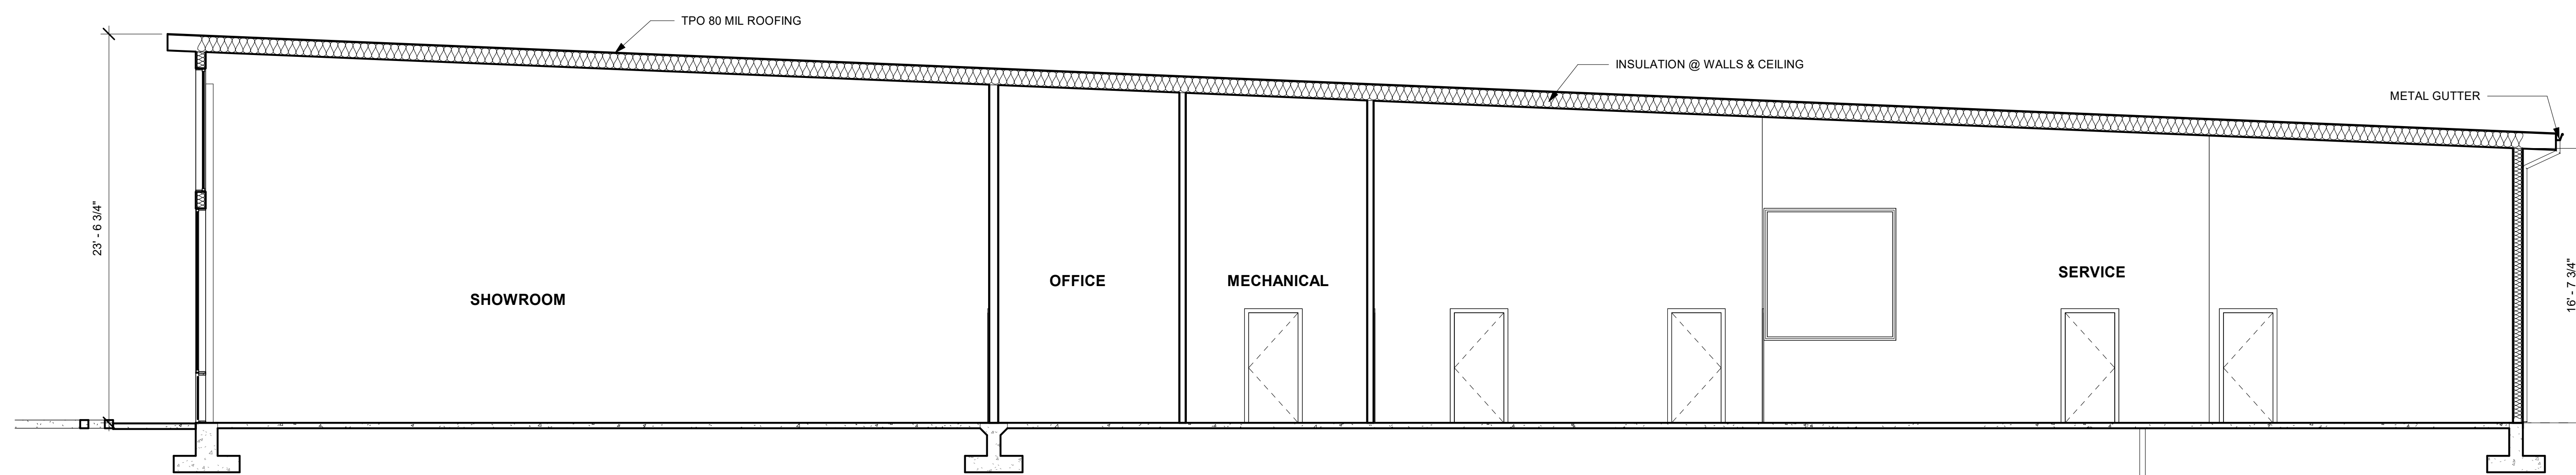 TPO 80 MIL ROOFING
INSULATION @ WALLS & CEILING
METAL GUTTER
23' - 6 3/4"
16' - 7 3/4"
SHOWROOM
OFFICE
MECHANICAL
SERVICE